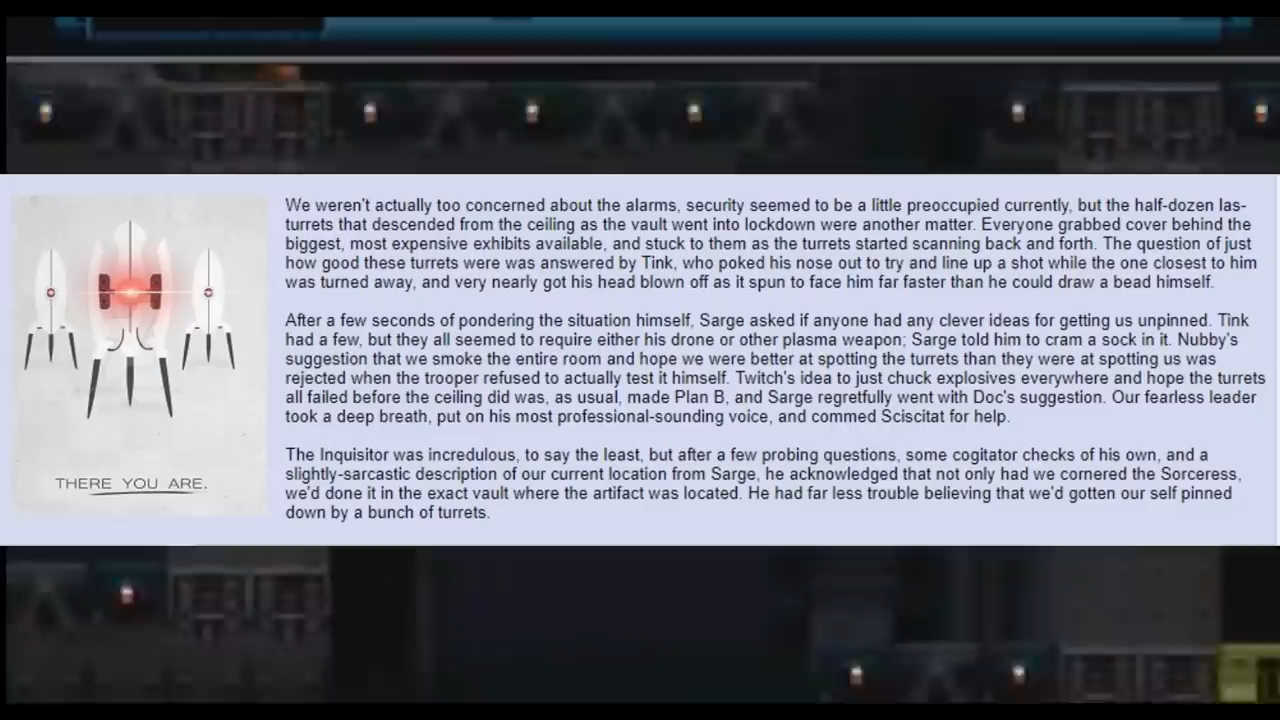 We weren't actually too concerned about the alarms, security seemed to be a little preoccupied currently, but the half-dozen las-
turrets that descended from the ceiling as the vault went into lockdown were another matter. Everyone grabbed cover behind the
biggest, most expensive exhibits available, and stuck to them as the turrets started scanning back and forth. The question of just
how good these turrets were was answered by Tink, who poked his nose out to try and line up a shot while the one closest to him
was turned away, and very nearly got his head blown off as it spun to face him far faster than he could draw a bead himself.
After a few seconds of pondering the situation himself, Sarge asked if anyone had any clever ideas for getting us unpinned. Tink
had a few, but they all seemed to require either his drone or other plasma weapon; Sarge told him to cram a sock in it. Nubby's
suggestion that we smoke the entire room and hope we were better at spotting the turrets than they were at spotting us was
rejected when the trooper refused to actually test it himself. Twitch's idea to just chuck explosives everywhere and hope the turrets
all failed before the ceiling did was, as usual, made Plan B, and Sarge regretfully went with Doc's suggestion. Our fearless leader
took a deep breath, put on his most professional-sounding voice, and commed Sciscitat for help.
The Inquisitor was incredulous, to say the least, but after a few probing questions, some cogitator checks of his own, and a
slightly-sarcastic description of our current location from Sarge, he acknowledged that not only had we cornered the Sorceress,
we'd done it in the exact vault where the artifact was located. He had far less trouble believing that we'd gotten our self pinned
down by a bunch of turrets.
THERE YOU ARE.